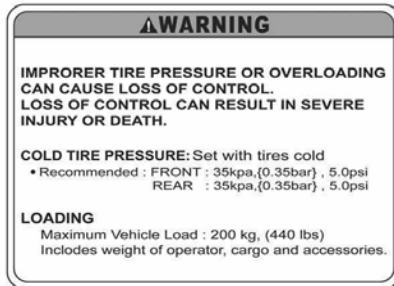 WARNING
IMPRORER TIRE PRESSURE OR OVERLOADING
CAN CAUSE LOSS OF CONTROL.
LOSS OF CONTROL CAN RESULT IN SEVERE
INJURY OR DEATH.
COLD TIRE PRESSURE: Set with tires cold
• Recommended : FRONT : 35kpa,{0.35bar} , 5.0psi
REAR : 35kpa,{0.35bar} , 5.0psi
LOADING
Maximum Vehicle Load : 200 kg, (440 lbs)
Includes weight of operator, cargo and accessories.